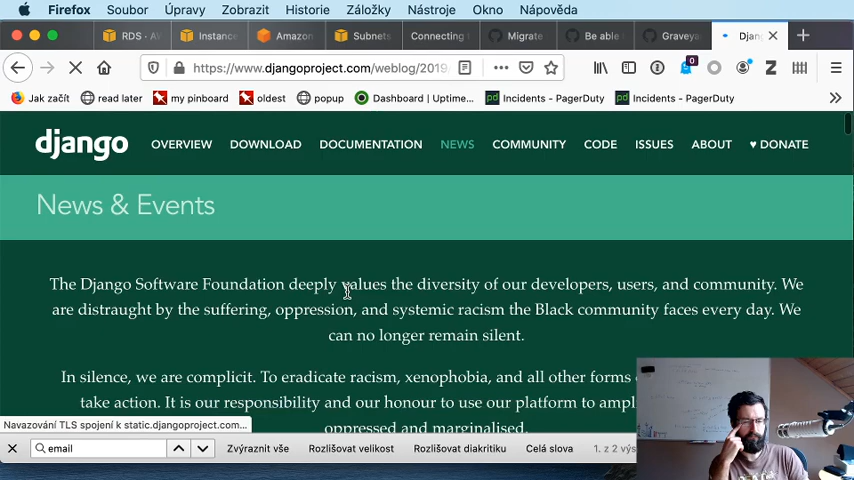 Firefox Soubor Úpravy Zobrazit Historie Záložky Nástroje Okno Nápověda
RDS · AW Instance Amazon Subnets Connecting Migrate Be able Graveya Djang
https://www.djangoproject.com/weblog/2019/ 0
Jak začít read later my pinboard oldest popup Dashboard | Uptime... Incidents - PagerDuty Incidents - PagerDuty
django OVERVIEW DOWNLOAD DOCUMENTATION NEWS COMMUNITY CODE ISSUES ABOUT ♥ DONATE
News & Events
The Django Software Foundation deeply values the diversity of our developers, users, and community. We
are distraught by the suffering, oppression, and systemic racism the Black community faces every day. We
can no longer remain silent.
In silence, we are complicit. To eradicate racism, xenophobia, and all other forms
take action. It is our responsibility and our honour to use our platform to ampl
oppressed and marginalised.
Navazování TLS spojení k static.djangoproject.com...
email Zvýraznit vše Rozlišovat velikost Rozlišovat diakritiku Celá slova 1. z 2 výs